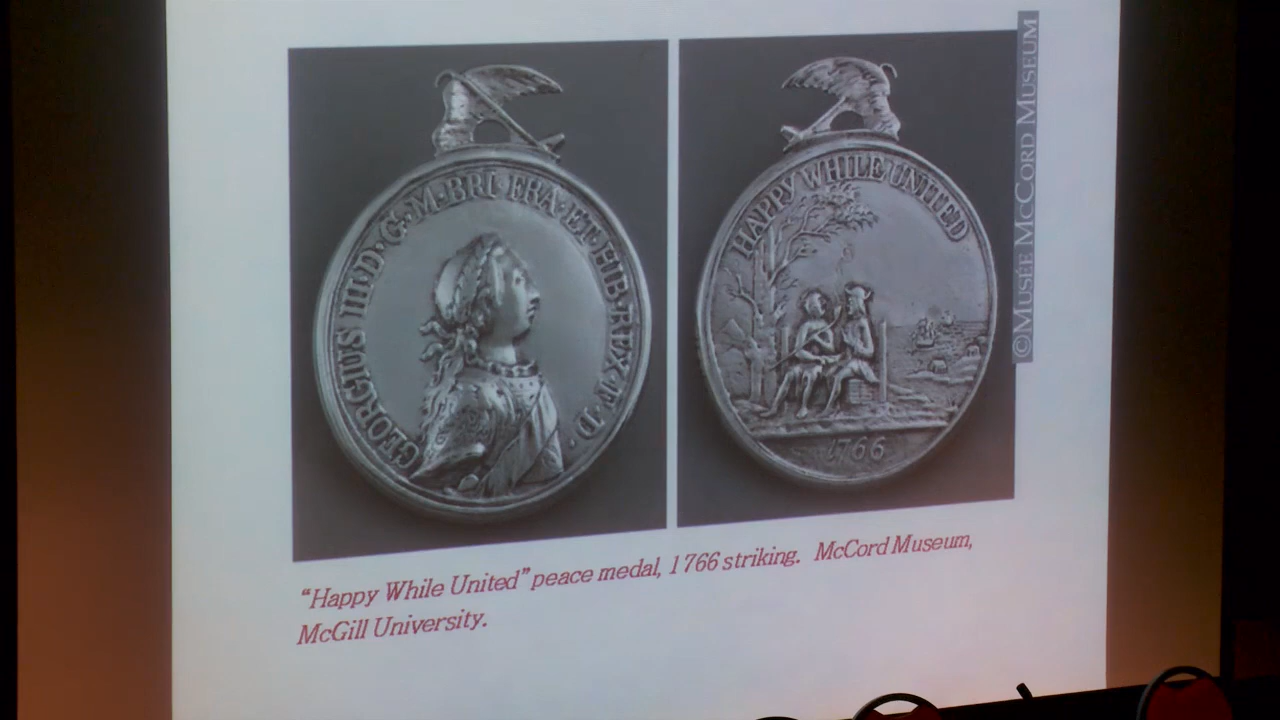 GEORGIUS III·D·G·M·BRI·FRA·ET·HIB·REX·F·D·
HAPPY WHILE UNITED
1766
©MUSÉE MCCORD MUSEUM
“Happy While United” peace medal, 1766 striking. McCord Museum,
McGill University.